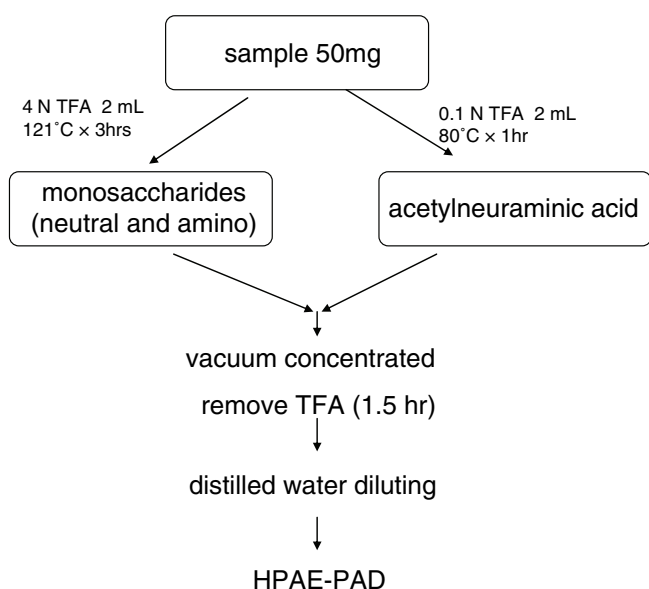 sample 50mg
4 N TFA 2 mL
121˚C × 3hrs
0.1 N TFA 2 mL
80˚C × 1hr
monosaccharides
(neutral and amino)
acetylneuraminic acid
vacuum concentrated
remove TFA (1.5 hr)
distilled water diluting
HPAE-PAD